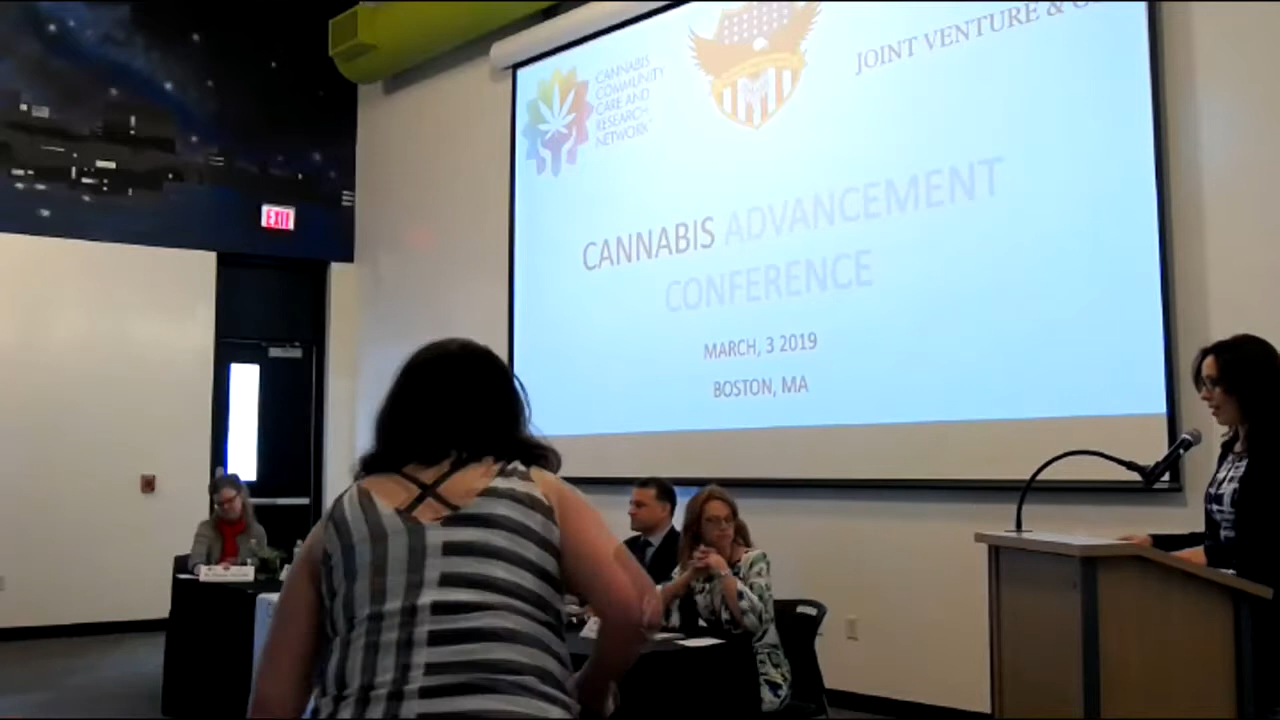 CANNABIS
COMMUNITY
CARE AND
RESEARCH
NETWORK
JOINT VENTURE &
CANNABIS ADVANCEMENT
CONFERENCE
MARCH, 3 2019
BOSTON, MA
EXIT